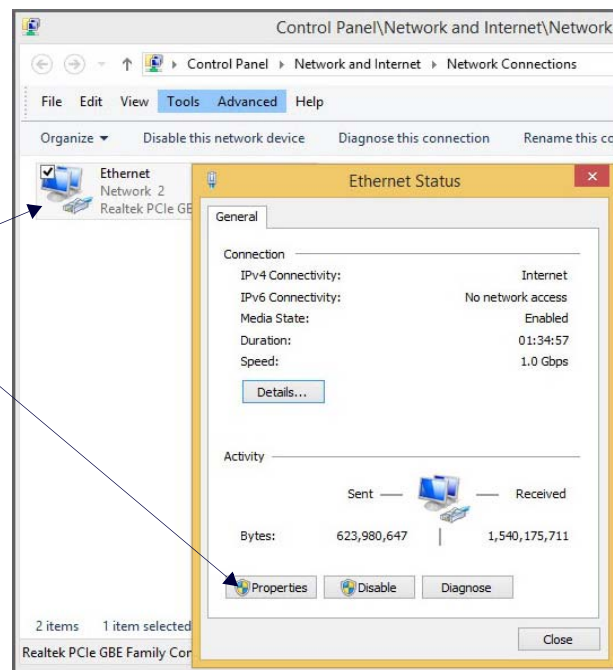 Control Panel\Network and Internet\Network
Control Panel Network and Internet Network Connections
File Edit View Tools Advanced Help
Organize Disable this network device Diagnose this connection Rename this co
Ethernet
Network 2
Realtek PCIe GBE
Ethernet Status
General
Connection
IPv4 Connectivity: Internet
IPv6 Connectivity: No network access
Media State: Enabled
Duration: 01:34:57
Speed: 1.0 Gbps
Details...
Activity
Sent Received
Bytes: 623,980,647 1,540,175,711
Properties Disable Diagnose
2 items 1 item selected
Close
Realtek PCIe GBE Family Con